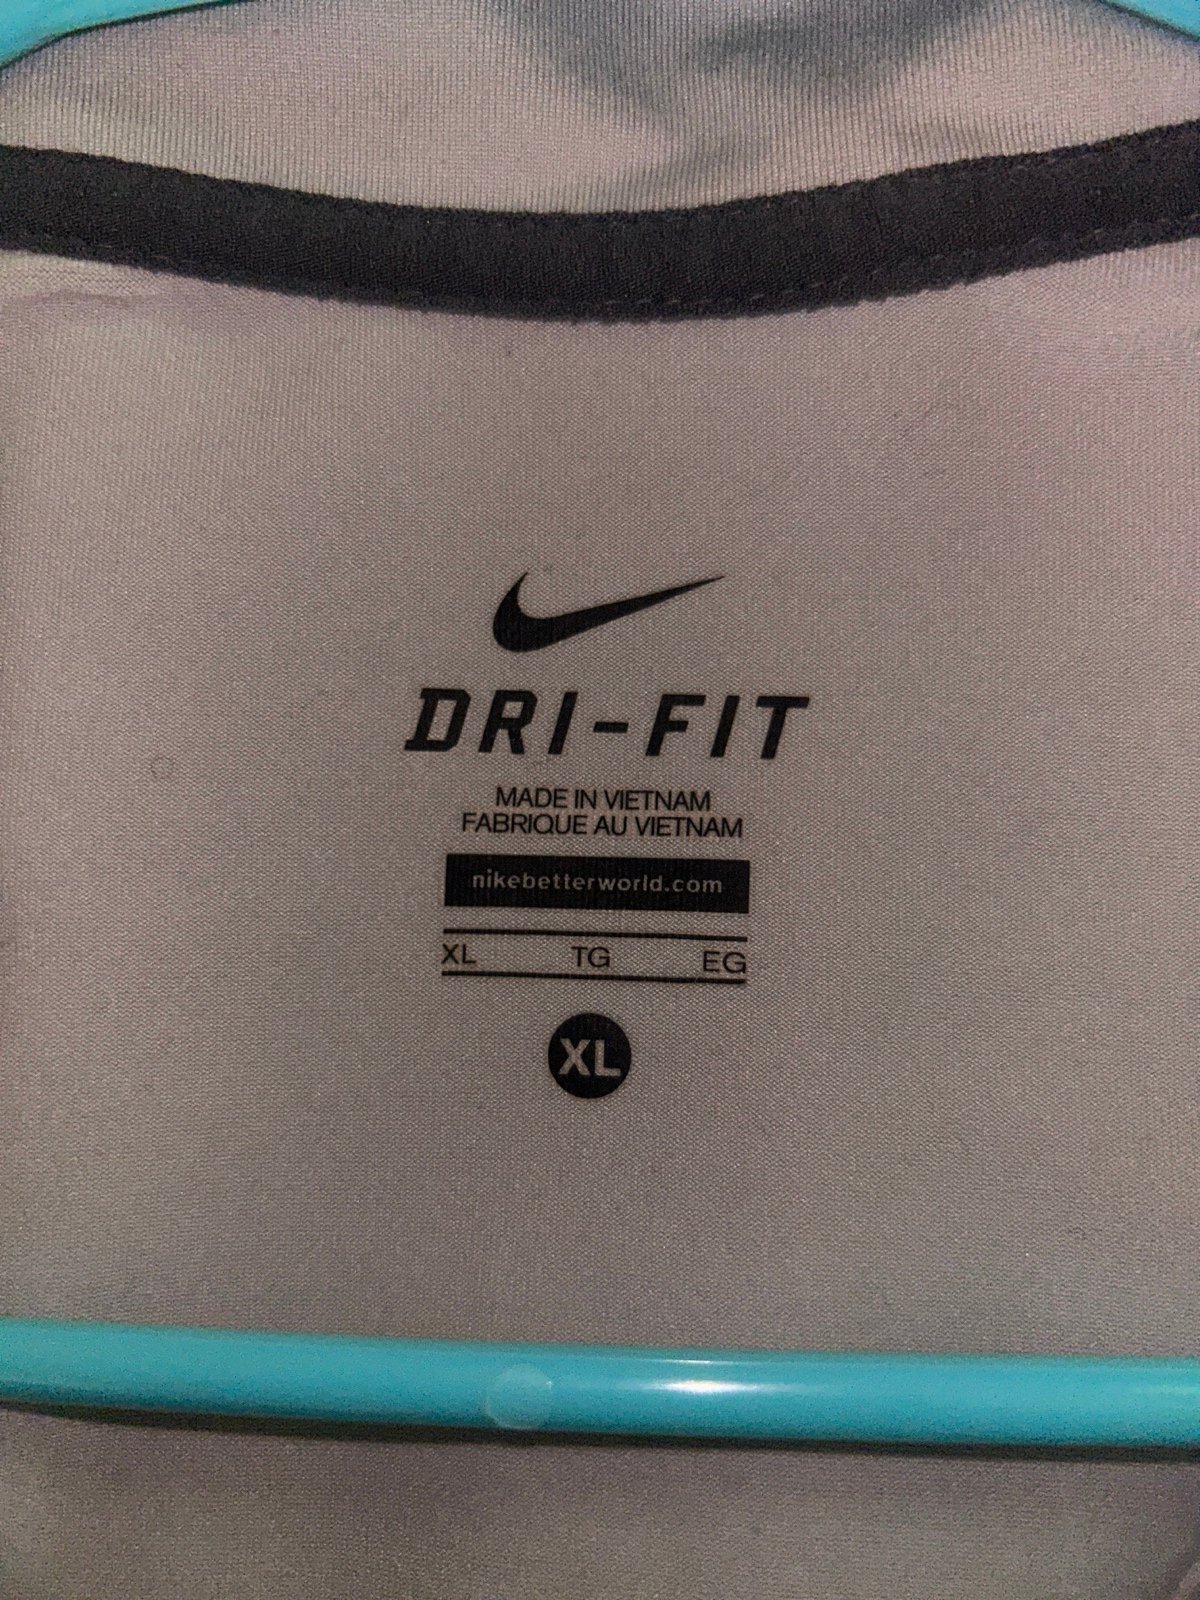 DRI-FIT
MADE IN VIETNAM
FABRIQUE AU VIETNAM
nikebetterworld.com
XL TG EG
XL